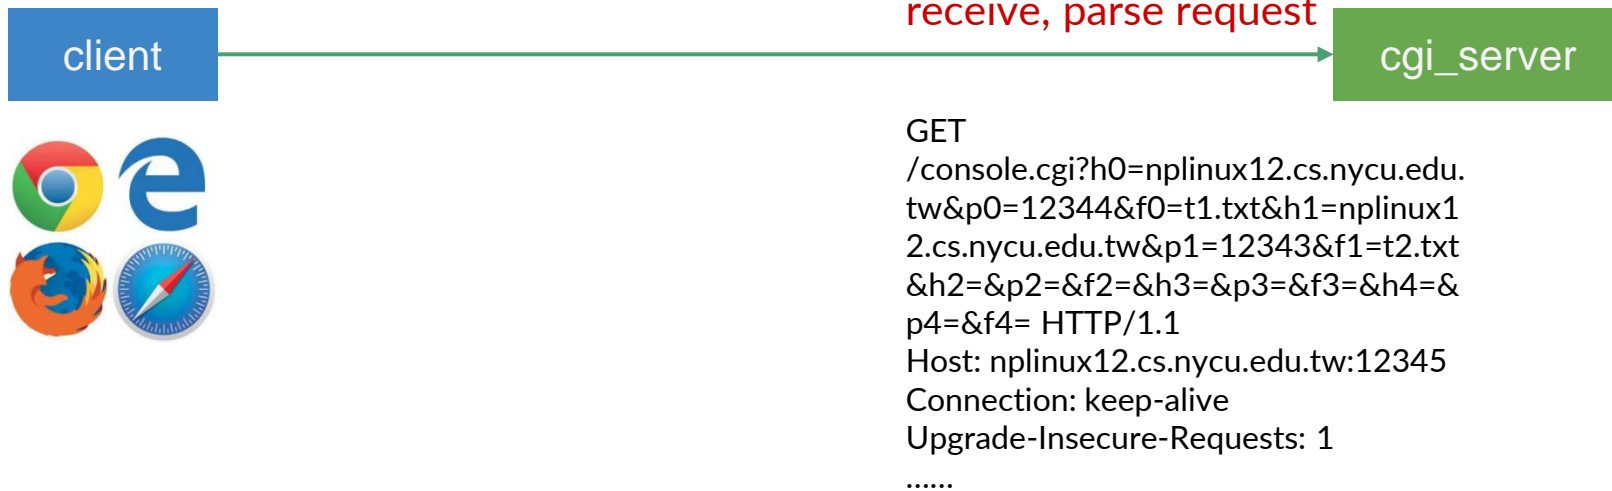 receive, parse request
client
cgi_server
GET
/console.cgi?h0=nplinux12.cs.nycu.edu.
tw&p0=12344&f0=t1.txt&h1=nplinux1
2.cs.nycu.edu.tw&p1=12343&f1=t2.txt
&h2=&p2=&f2=&h3=&p3=&f3=&h4=&
p4=&f4= HTTP/1.1
Host: nplinux12.cs.nycu.edu.tw:12345
Connection: keep-alive
Upgrade-Insecure-Requests: 1
……